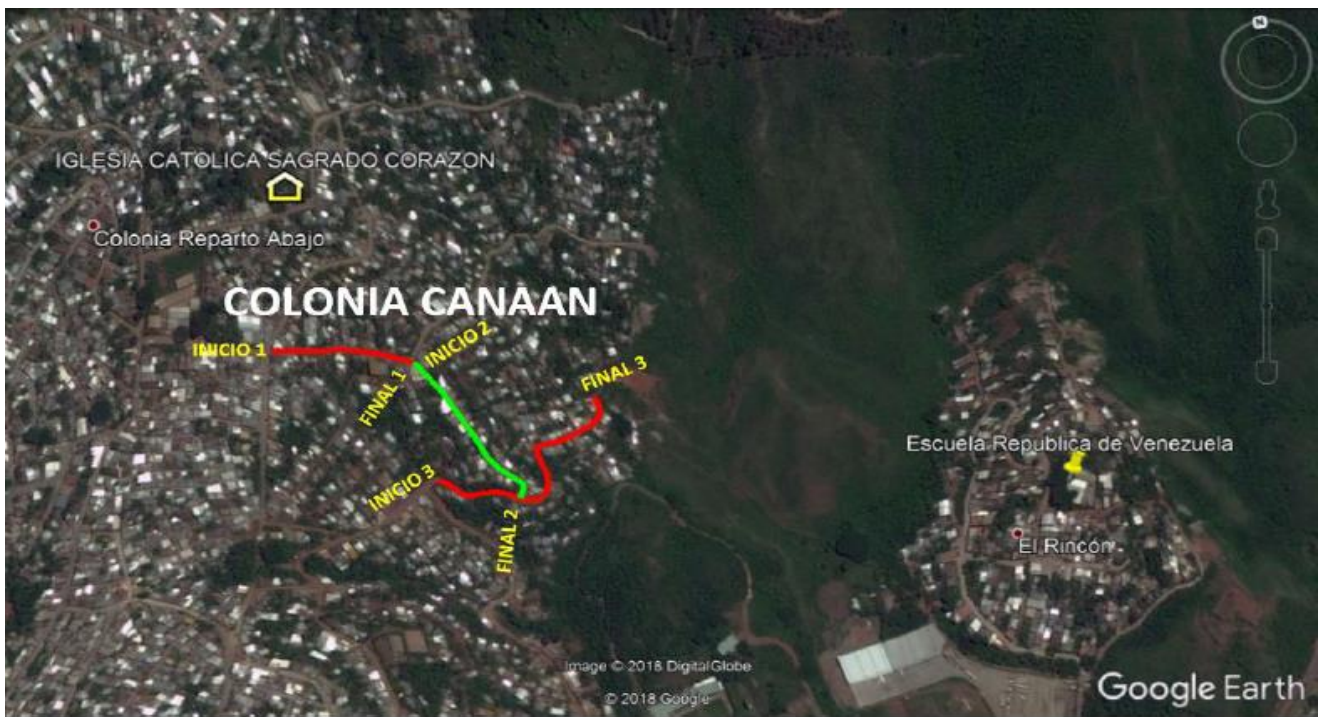 N
IGLESIA CATOLICA SAGRADO CORAZON
Colonia Reparto Abajo
COLONIA CANAAN
INICIO 1
INICIO 2
FINAL 1
FINAL 3
Escuela Republica de Venezuela
INICIO 3
FINAL 2
El Rincón
Image © 2018 DigitalGlobe
© 2018 Google
Google Earth